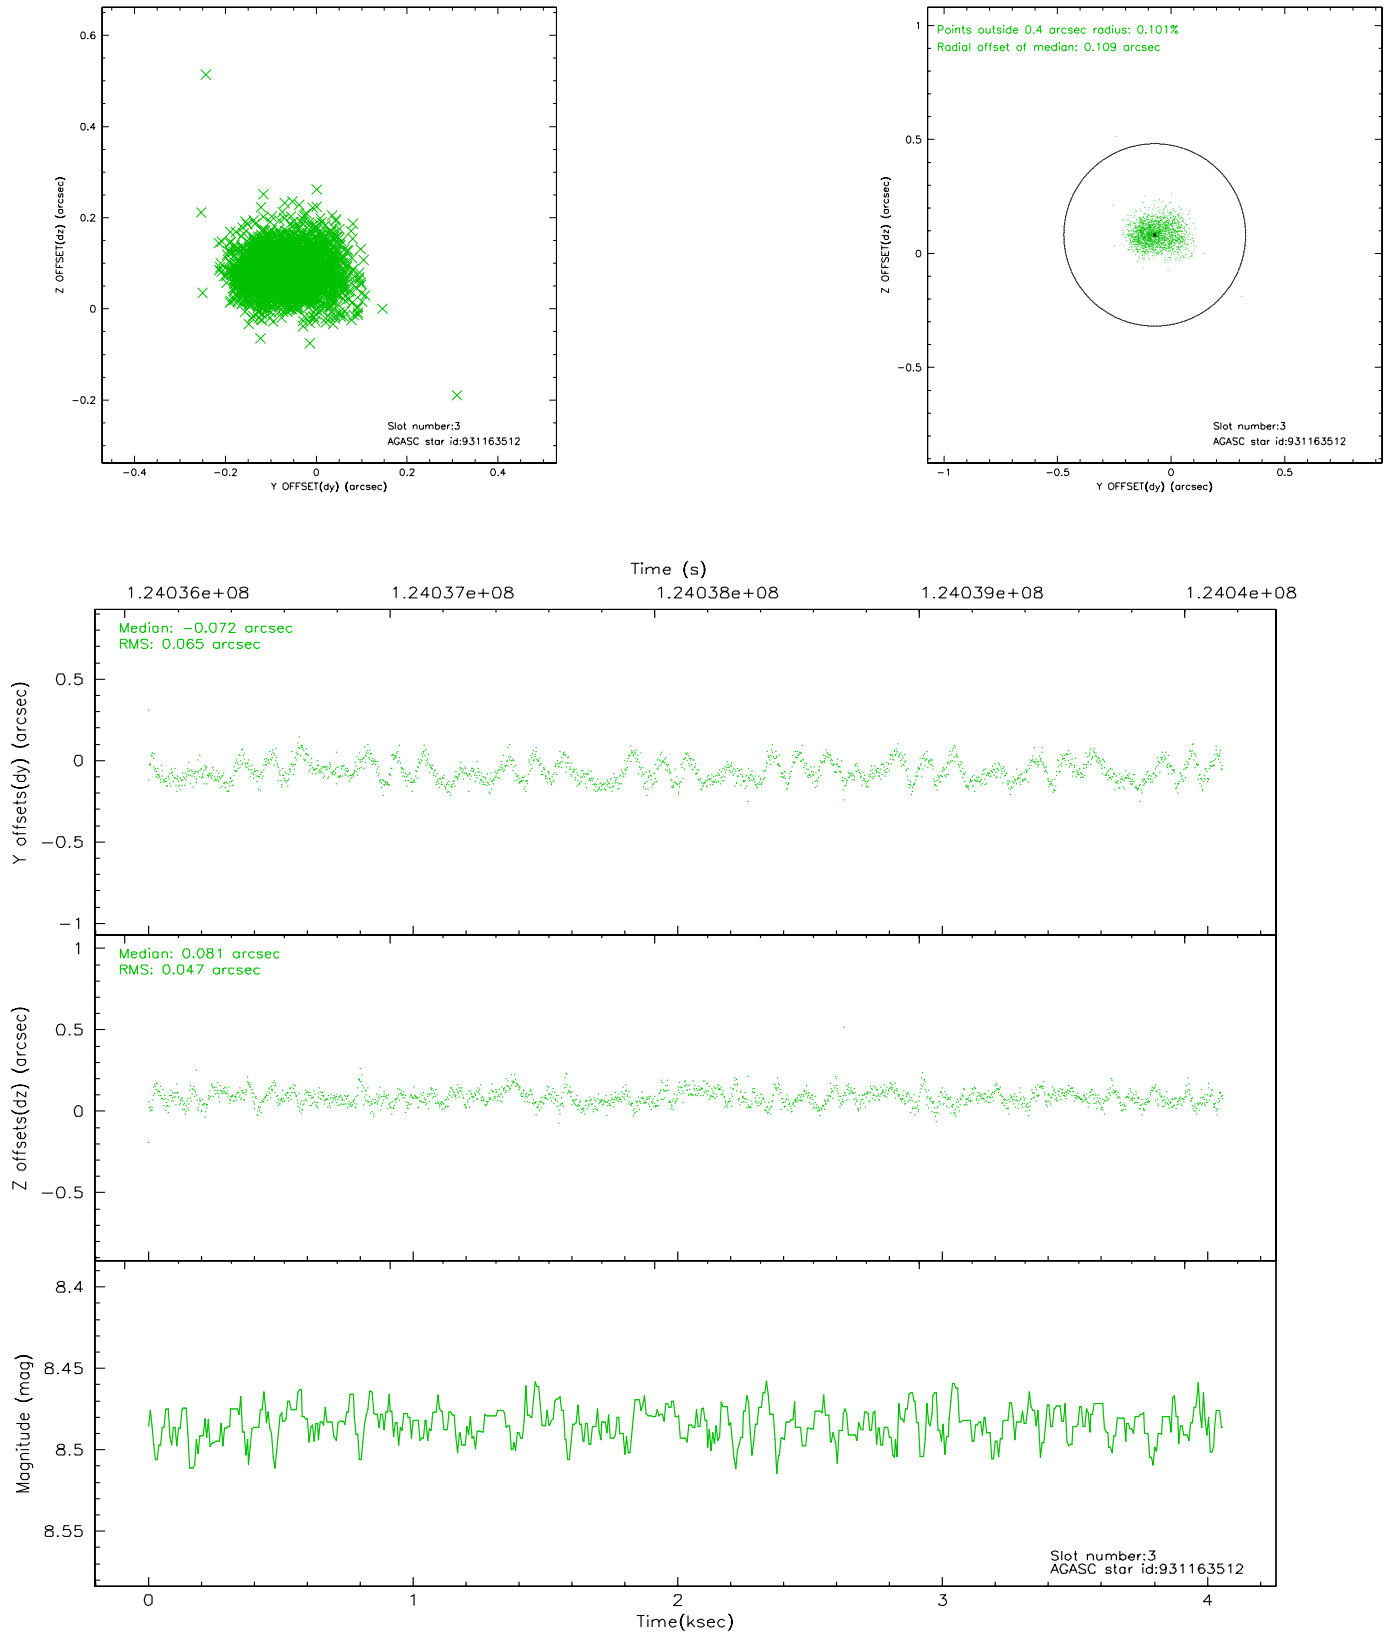 0.6
0.4
0.2
0
−0.2
Z OFFSET(dz) (arcsec)
−0.4
−0.2
0
0.2
0.4
Y OFFSET(dy) (arcsec)
Slot number:3
AGASC star id:931163512
Points outside 0.4 arcsec radius: 0.101%
Radial offset of median: 0.109 arcsec
1
0.5
0
−0.5
Z OFFSET(dz) (arcsec)
−1
−0.5
0
0.5
Y OFFSET(dy) (arcsec)
Slot number:3
AGASC star id:931163512
Time (s)
1.24036e+08
1.24037e+08
1.24038e+08
1.24039e+08
1.2404e+08
Median: −0.072 arcsec
RMS: 0.065 arcsec
0.5
0
−0.5
−1
Y offsets(dy) (arcsec)
Median: 0.081 arcsec
RMS: 0.047 arcsec
1
0.5
0
−0.5
Z offsets(dz) (arcsec)
8.4
8.45
8.5
8.55
Magnitude (mag)
Slot number:3
AGASC star id:931163512
0
1
2
3
4
Time(ksec)